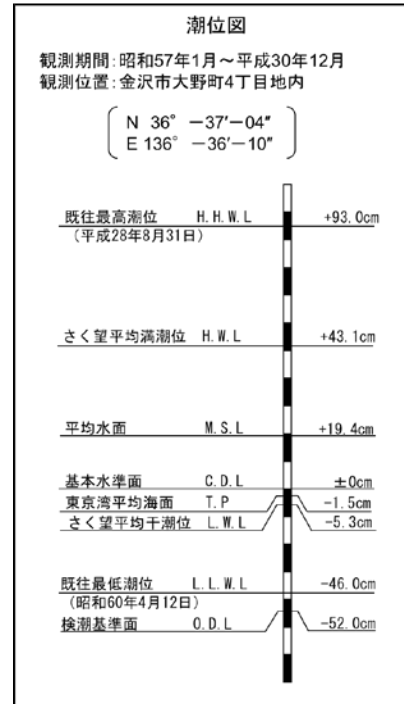 潮位図
観測期間:昭和57年1月～平成30年12月
観測位置:金沢市大野町4丁目地内
N 36° －37′－04″
E 136° －36′－10″
既往最高潮位 H.H.W.L +93.0cm
(平成28年8月31日)
さく望平均満潮位 H.W.L +43.1cm
平均水面 M.S.L +19.4cm
基本水準面 C.D.L ±0cm
東京湾平均海面 T.P -1.5cm
さく望平均干潮位 L.W.L -5.3cm
既往最低潮位 L.L.W.L -46.0cm
(昭和60年4月12日)
検潮基準面 O.D.L -52.0cm